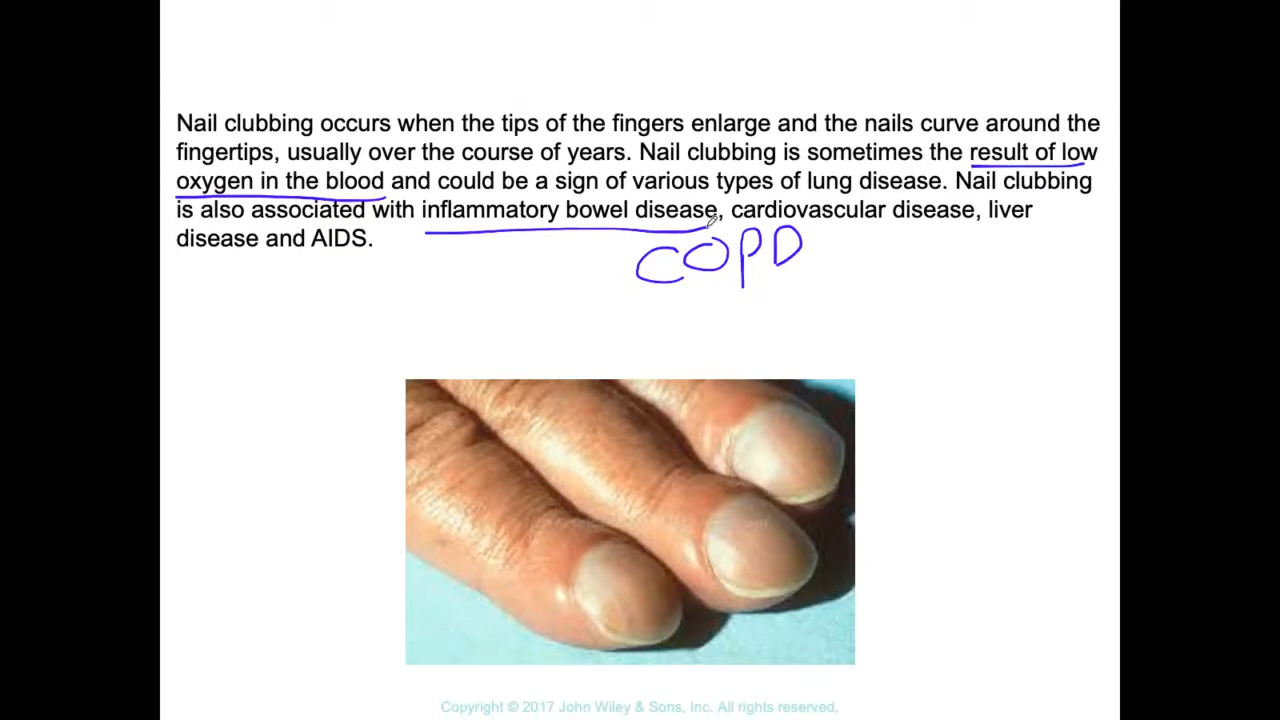 Nail clubbing occurs when the tips of the fingers enlarge and the nails curve around the
fingertips, usually over the course of years. Nail clubbing is sometimes the result of low
oxygen in the blood and could be a sign of various types of lung disease. Nail clubbing
is also associated with inflammatory bowel disease, cardiovascular disease, liver
disease and AIDS.
COPD
Copyright © 2017 John Wiley & Sons, Inc. All rights reserved.